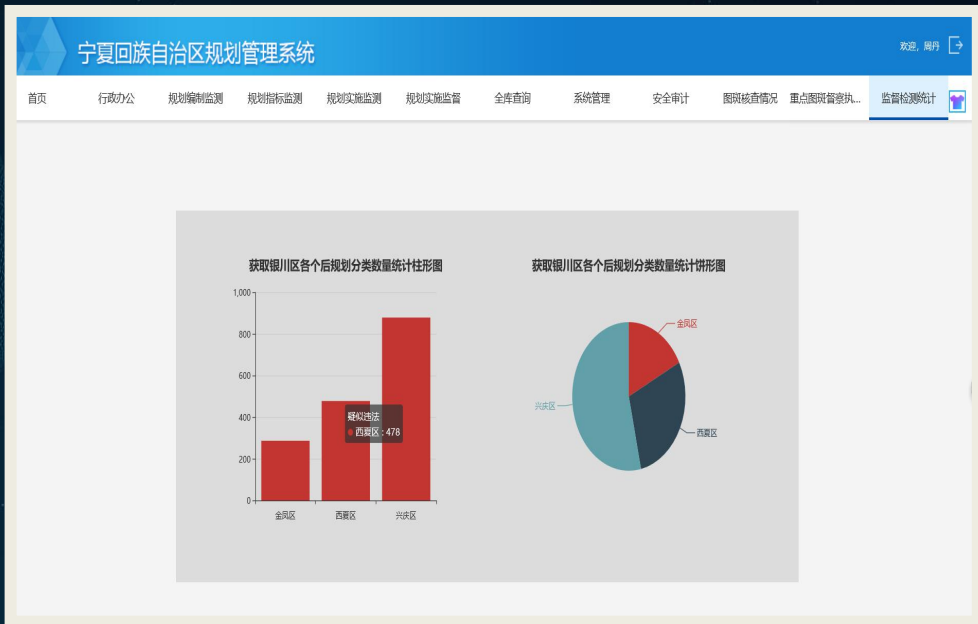 宁夏回族自治区规划管理系统
欢迎, 周丹
首页 行政办公 规划编制监测 规划指标监测 规划实施监测 规划实施监督 全库查询 系统管理 安全审计 图斑核查情况 重点图斑督察执... 监督检测统计
获取银川区各个后规划分类数量统计柱形图
1,000
800
600
400
200
0
疑似违法
西夏区 : 478
金凤区 西夏区 兴庆区
获取银川区各个后规划分类数量统计饼形图
金凤区
兴庆区
西夏区